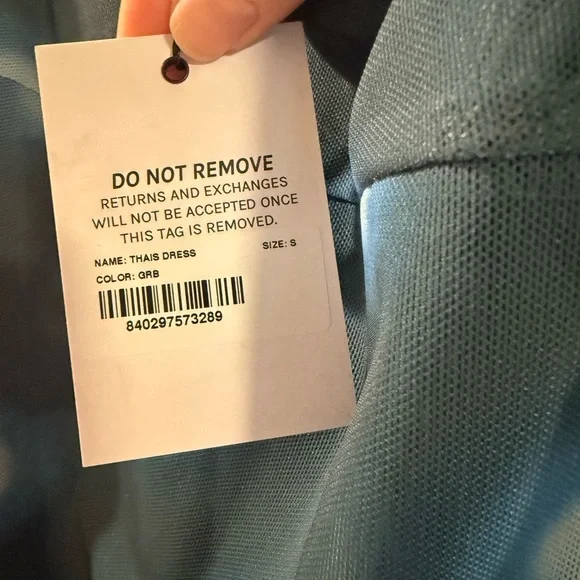 DO NOT REMOVE
RETURNS AND EXCHANGES
WILL NOT BE ACCEPTED ONCE
THIS TAG IS REMOVED.
NAME: THAIS DRESS SIZE: S
COLOR: GRB
840297573289